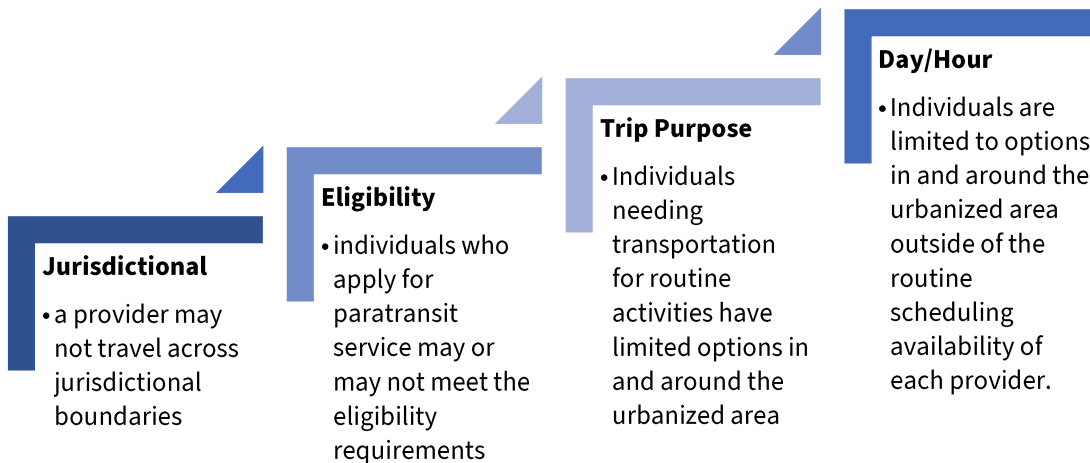 Jurisdictional
• a provider may
not travel across
jurisdictional
boundaries
Eligibility
• individuals who
apply for
paratransit
service may or
may not meet the
eligibility
requirements
Trip Purpose
• Individuals
needing
transportation
for routine
activities have
limited options in
and around the
urbanized area
Day/Hour
• Individuals are
limited to options
in and around the
urbanized area
outside of the
routine
scheduling
availability of
each provider.